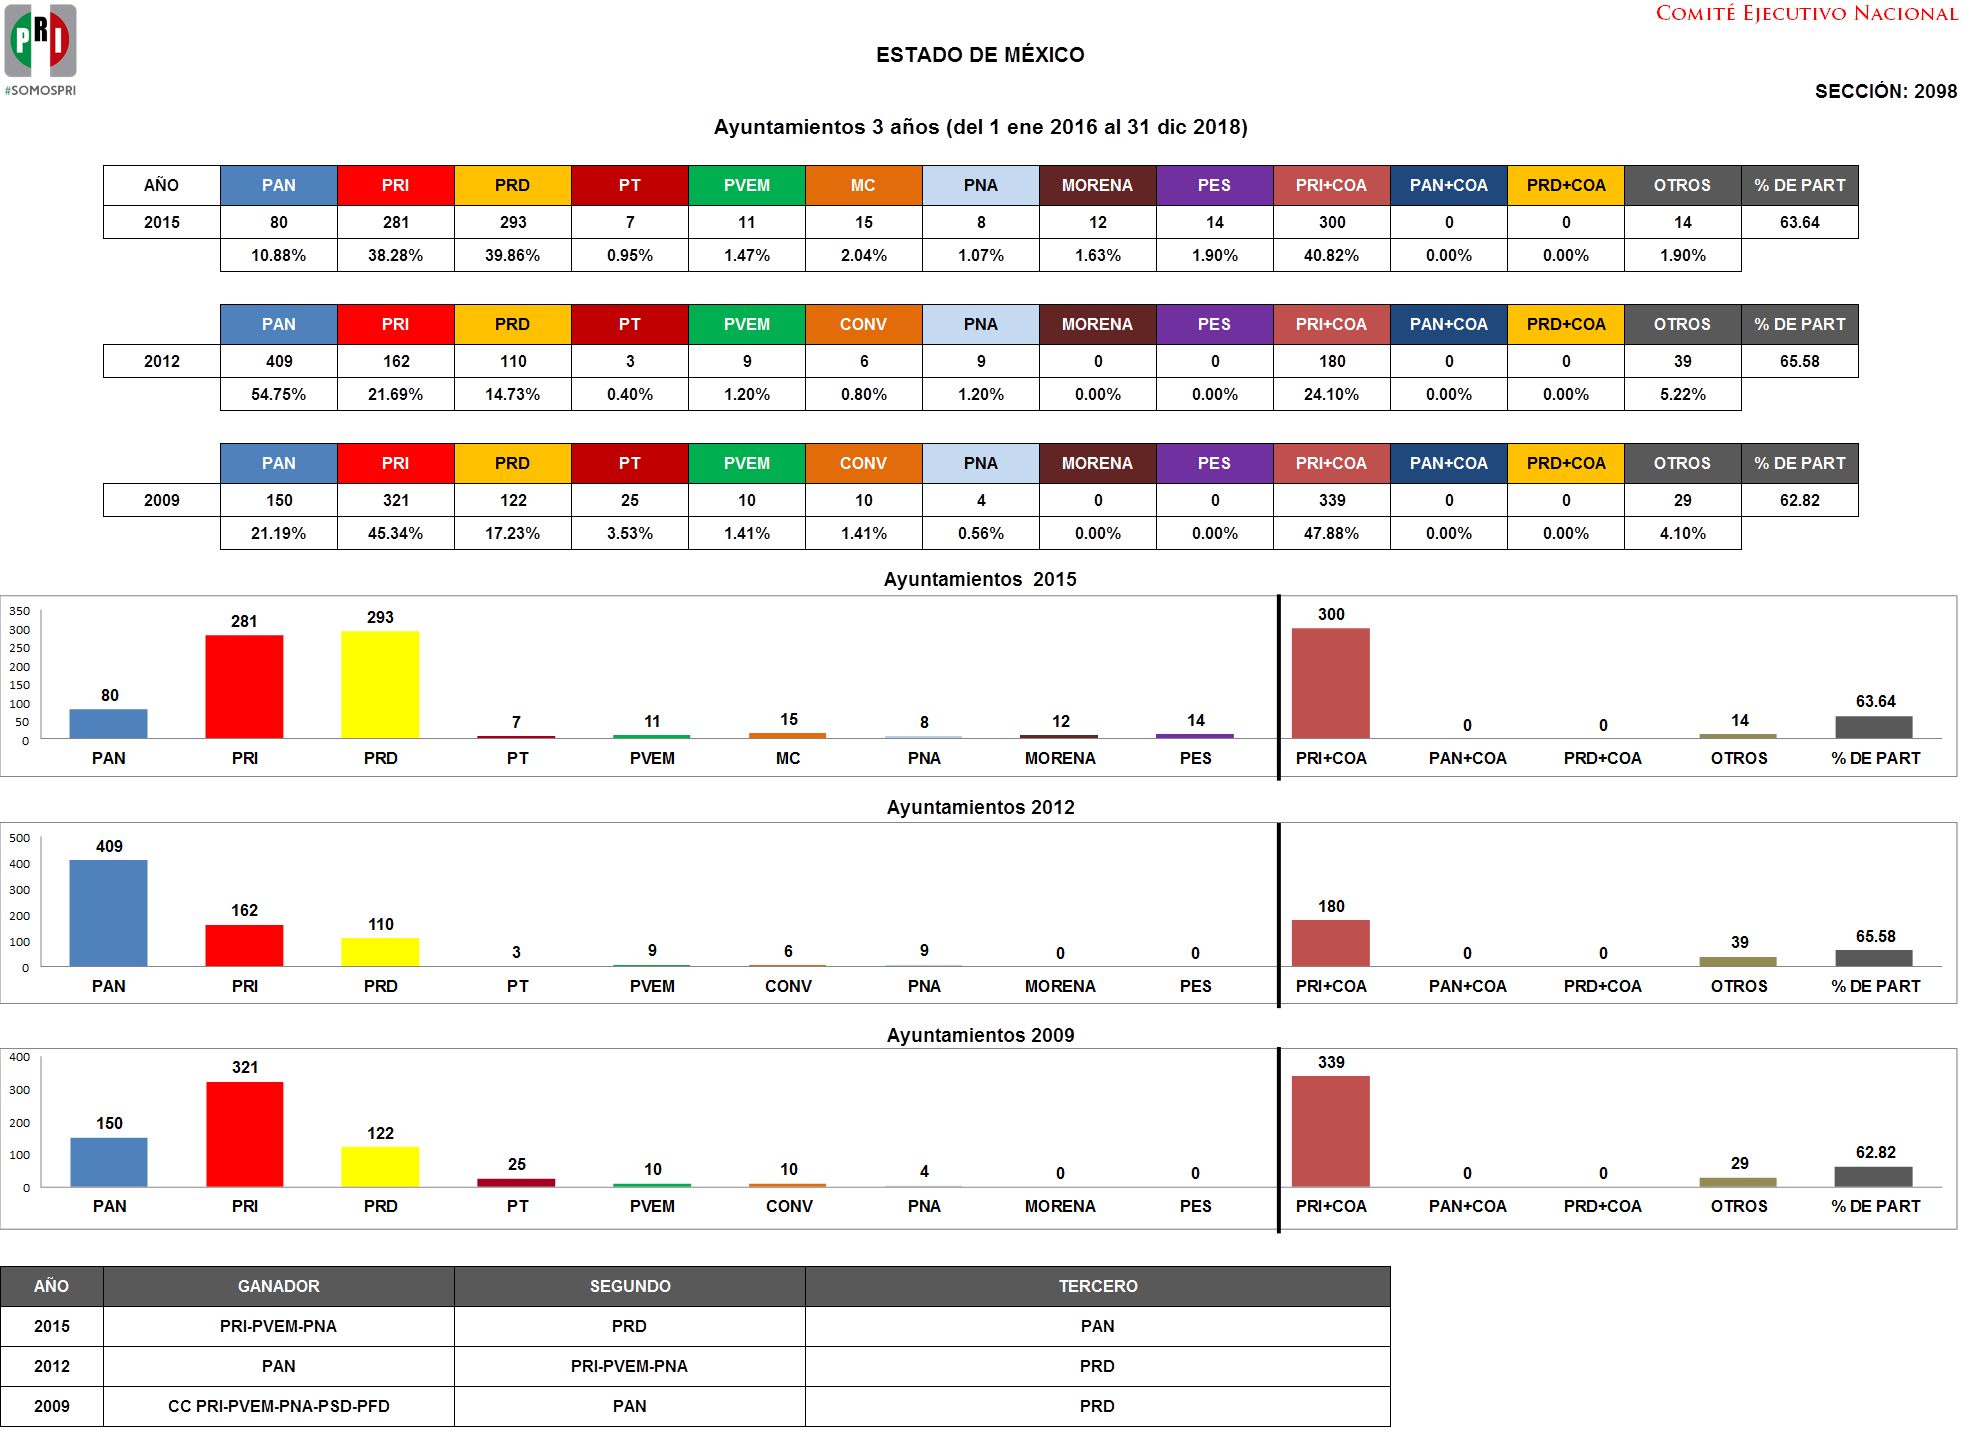 PRI
#SOMOSPRI
COMITÉ EJECUTIVO NACIONAL
ESTADO DE MÉXICO
SECCIÓN: 2098
Ayuntamientos 3 años (del 1 ene 2016 al 31 dic 2018)
AÑO PAN PRI PRD PT PVEM MC PNA MORENA PES PRI+COA PAN+COA PRD+COA OTROS % DE PART
2015 80 281 293 7 11 15 8 12 14 300 0 0 14 63.64
10.88% 38.28% 39.86% 0.95% 1.47% 2.04% 1.07% 1.63% 1.90% 40.82% 0.00% 0.00% 1.90%
PAN PRI PRD PT PVEM CONV PNA MORENA PES PRI+COA PAN+COA PRD+COA OTROS % DE PART
2012 409 162 110 3 9 6 9 0 0 180 0 0 39 65.58
54.75% 21.69% 14.73% 0.40% 1.20% 0.80% 1.20% 0.00% 0.00% 24.10% 0.00% 0.00% 5.22%
PAN PRI PRD PT PVEM CONV PNA MORENA PES PRI+COA PAN+COA PRD+COA OTROS % DE PART
2009 150 321 122 25 10 10 4 0 0 339 0 0 29 62.82
21.19% 45.34% 17.23% 3.53% 1.41% 1.41% 0.56% 0.00% 0.00% 47.88% 0.00% 0.00% 4.10%
Ayuntamientos 2015
350
300
250
200
150
100
50
0
80 281 293 7 11 15 8 12 14 300 0 0 14 63.64
PAN PRI PRD PT PVEM MC PNA MORENA PES PRI+COA PAN+COA PRD+COA OTROS % DE PART
Ayuntamientos 2012
500
400
300
200
100
0
409 162 110 3 9 6 9 0 0 180 0 0 39 65.58
PAN PRI PRD PT PVEM CONV PNA MORENA PES PRI+COA PAN+COA PRD+COA OTROS % DE PART
Ayuntamientos 2009
400
300
200
100
0
150 321 122 25 10 10 4 0 0 339 0 0 29 62.82
PAN PRI PRD PT PVEM CONV PNA MORENA PES PRI+COA PAN+COA PRD+COA OTROS % DE PART
AÑO GANADOR SEGUNDO TERCERO
2015 PRI-PVEM-PNA PRD PAN
2012 PAN PRI-PVEM-PNA PRD
2009 CC PRI-PVEM-PNA-PSD-PFD PAN PRD